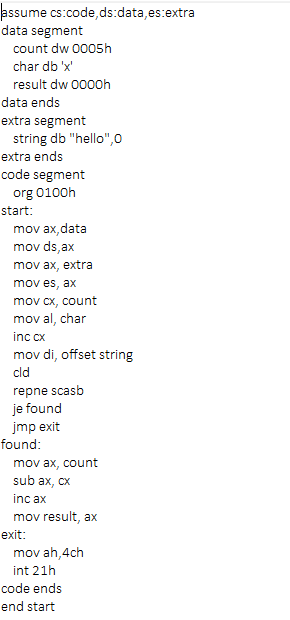 assume cs:code,ds:data,es:extra
data segment
count dw 0005h
char db 'x'
result dw 0000h
data ends
extra segment
string db "hello",0
extra ends
code segment
org 0100h
start:
mov ax,data
mov ds,ax
mov ax, extra
mov es, ax
mov cx, count
mov al, char
inc cx
mov di, offset string
cld
repne scasb
je found
jmp exit
found:
mov ax, count
sub ax, cx
inc ax
mov result, ax
exit:
mov ah,4ch
int 21h
code ends
end start